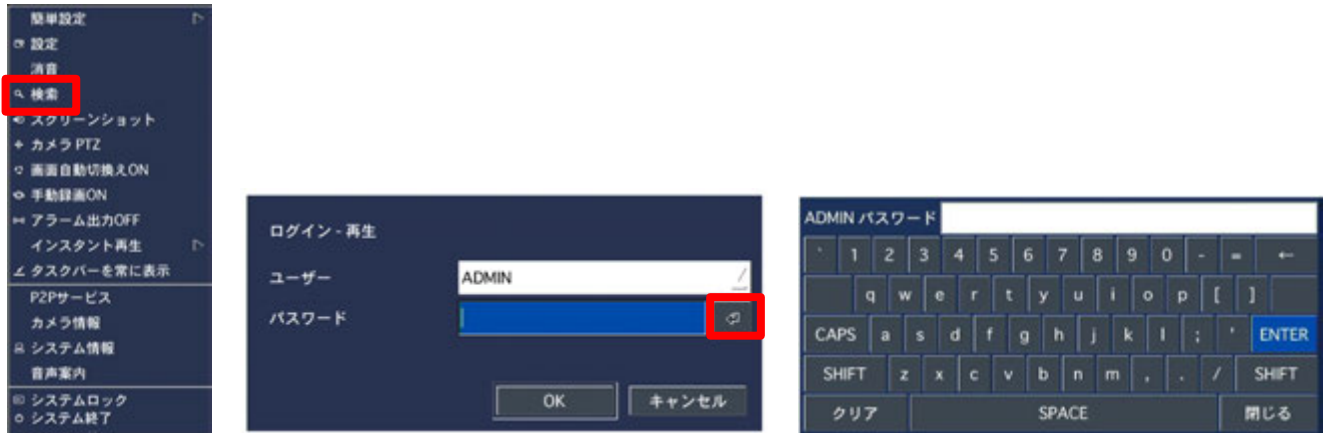 簡単設定
設定
消音
検索
スクリーンショット
カメラ PTZ
画面自動切換えON
手動録画ON
アラーム出力OFF
インスタント再生
タスクバーを常に表示
P2Pサービス
カメラ情報
システム情報
音声案内
システムロック
システム終了
ログイン - 再生
ユーザー ADMIN
パスワード
OK キャンセル
ADMIN パスワード
` 1 2 3 4 5 6 7 8 9 0 - = ←
q w e r t y u i o p [ ]
CAPS a s d f g h j k l ; ' ENTER
SHIFT z x c v b n m , . / SHIFT
クリア SPACE 閉じる